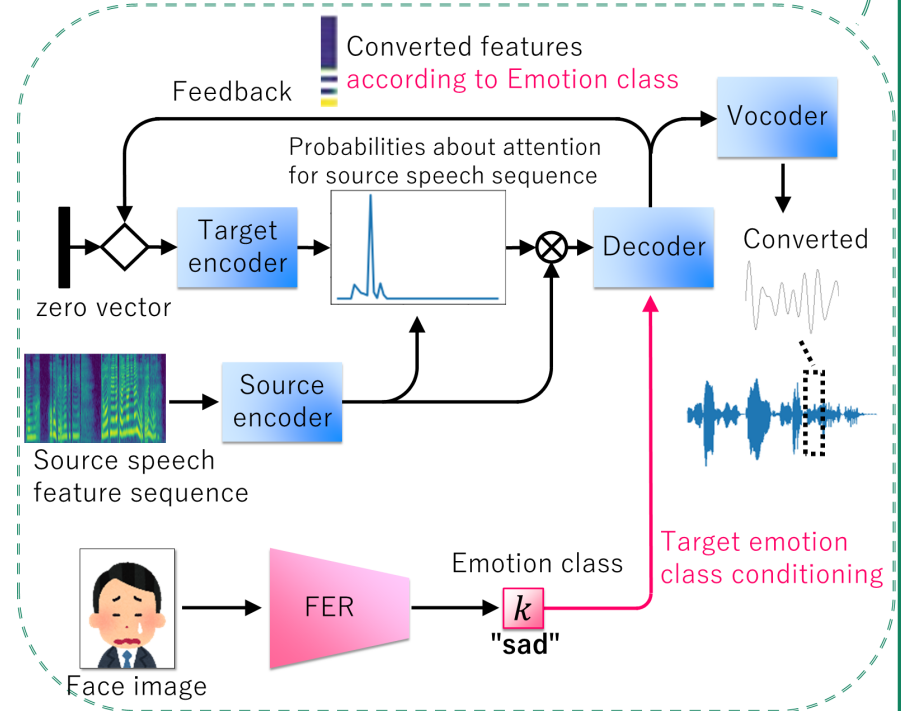 Converted features
according to Emotion class
Feedback
Vocoder
Probabilities about attention
for source speech sequence
Target
encoder
Decoder
Converted
zero vector
Source
encoder
Source speech
feature sequence
Target emotion
class conditioning
Emotion class
FER
k
"sad"
Face image